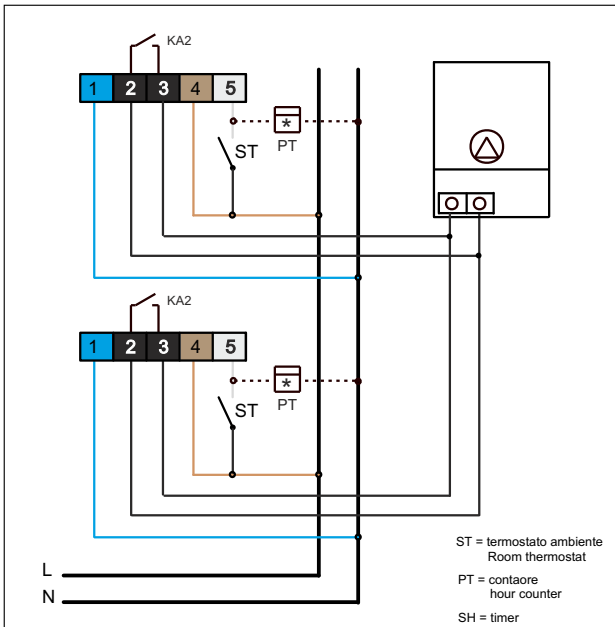 KA2
1 2 3 4 5
ST
*
PT
KA2
1 2 3 4 5
ST
*
PT
L
N
ST = termostato ambiente
Room thermostat
PT = contaore
hour counter
SH = timer